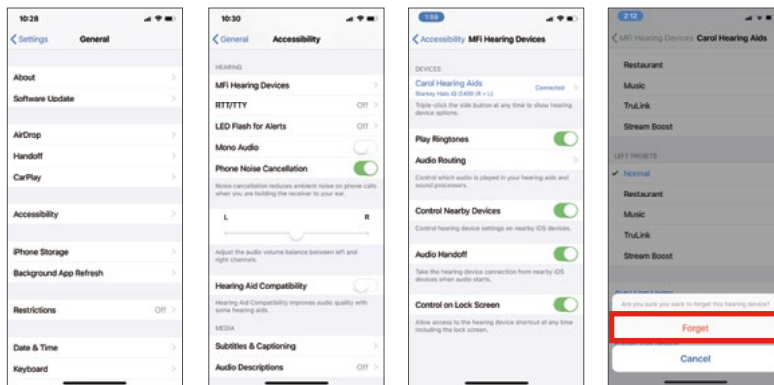 10:28
Settings
General
About
Software Update
AirDrop
Handoff
CarPlay
Accessibility
iPhone Storage
Background App Refresh
Restrictions
Off
Date & Time
Keyboard
10:30
General
Accessibility
HEARING
MFi Hearing Devices
RTT/TTY
Off
LED Flash for Alerts
Mono Audio
Phone Noise Cancellation
Noise cancellation reduces ambient noise on phone calls
when you are holding the receiver to your ear.
L
R
Adjust the audio volume balance between left and
right channels.
Hearing Aid Compatibility
Hearing Aid Compatibility improves audio quality with
some hearing aids.
MEDIA
Subtitles & Captioning
Audio Descriptions
Off
1:59
Accessibility
MFi Hearing Devices
DEVICES
Carol Hearing Aids
Connected
Starkey Halo iQ i2400 (R + L)
Triple-click the side button at any time to show hearing
device options.
Play Ringtones
Audio Routing
Control which audio is played in your hearing aids and
sound processors.
Control Nearby Devices
Control hearing device settings on nearby iOS devices.
Audio Handoff
Take the hearing device connection from nearby iOS
devices when audio starts.
Control on Lock Screen
Allow access to the hearing device shortcut at any time
including the lock screen.
2:12
MFi Hearing Devices
Carol Hearing Aids
Restaurant
Music
TruLink
Stream Boost
LEFT PRESETS
Normal
Restaurant
Music
TruLink
Stream Boost
Are you sure you want to forget this hearing device?
Forget
Cancel